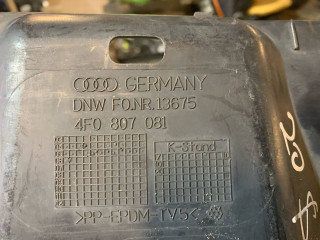 GERMANY
DNW FO.NR.13675
4F0 807 081
K-Stand
>PP-EPDM-TV5<